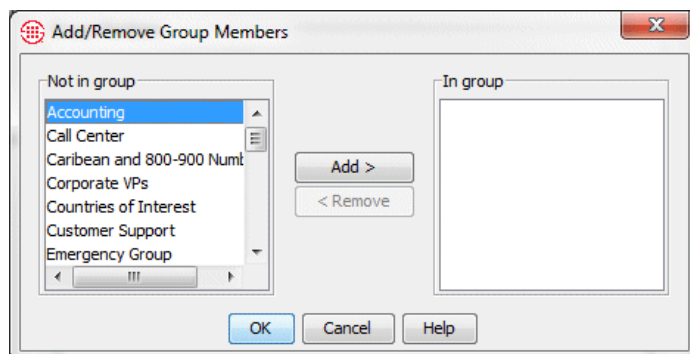 Add/Remove Group Members
Not in group
Accounting
Call Center
Caribean and 800-900 Numb
Corporate VPs
Countries of Interest
Customer Support
Emergency Group
Add >
< Remove
In group
OK
Cancel
Help